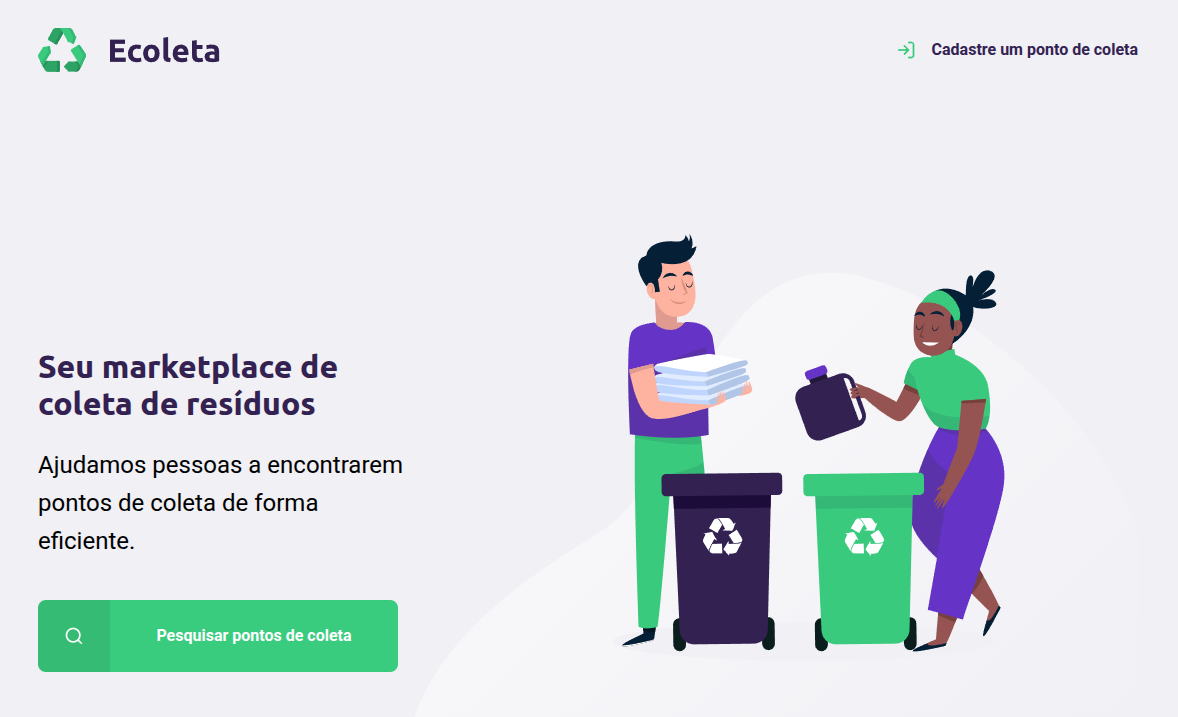 Ecoleta
Cadastre um ponto de coleta
Seu marketplace de
coleta de resíduos
Ajudamos pessoas a encontrarem
pontos de coleta de forma
eficiente.
Pesquisar pontos de coleta